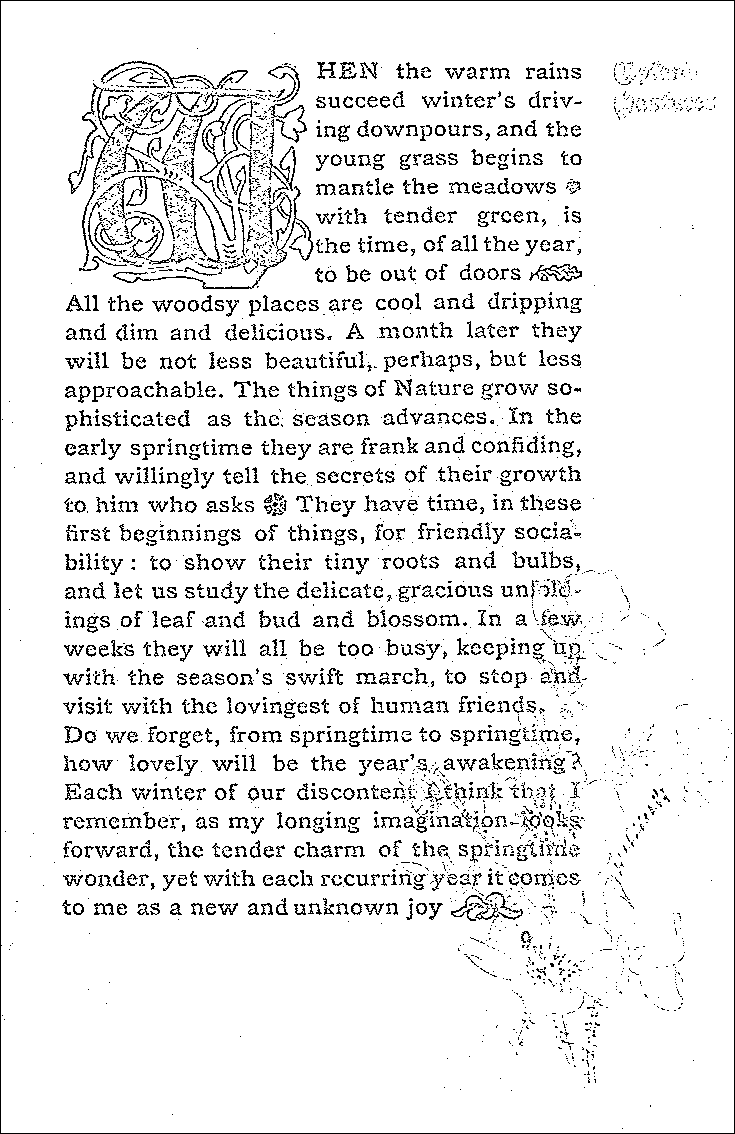 WHEN the warm rains
succeed winter's driv-
ing downpours, and the
young grass begins to
mantle the meadows
with tender green, is
the time, of all the year,
to be out of doors
All the woodsy places are cool and dripping
and dim and delicious. A month later they
will be not less beautiful, perhaps, but less
approachable. The things of Nature grow so-
phisticated as the season advances. In the
early springtime they are frank and confiding,
and willingly tell the secrets of their growth
to him who asks They have time, in these
first beginnings of things, for friendly socia-
bility : to show their tiny roots and bulbs,
and let us study the delicate, gracious unfold-
ings of leaf and bud and blossom. In a few
weeks they will all be too busy, keeping up
with the season's swift march, to stop and
visit with the lovingest of human friends.
Do we forget, from springtime to springtime,
how lovely will be the year's awakening?
Each winter of our discontent I think that I
remember, as my longing imagination looks
forward, the tender charm of the springtime
wonder, yet with each recurring year it comes
to me as a new and unknown joy